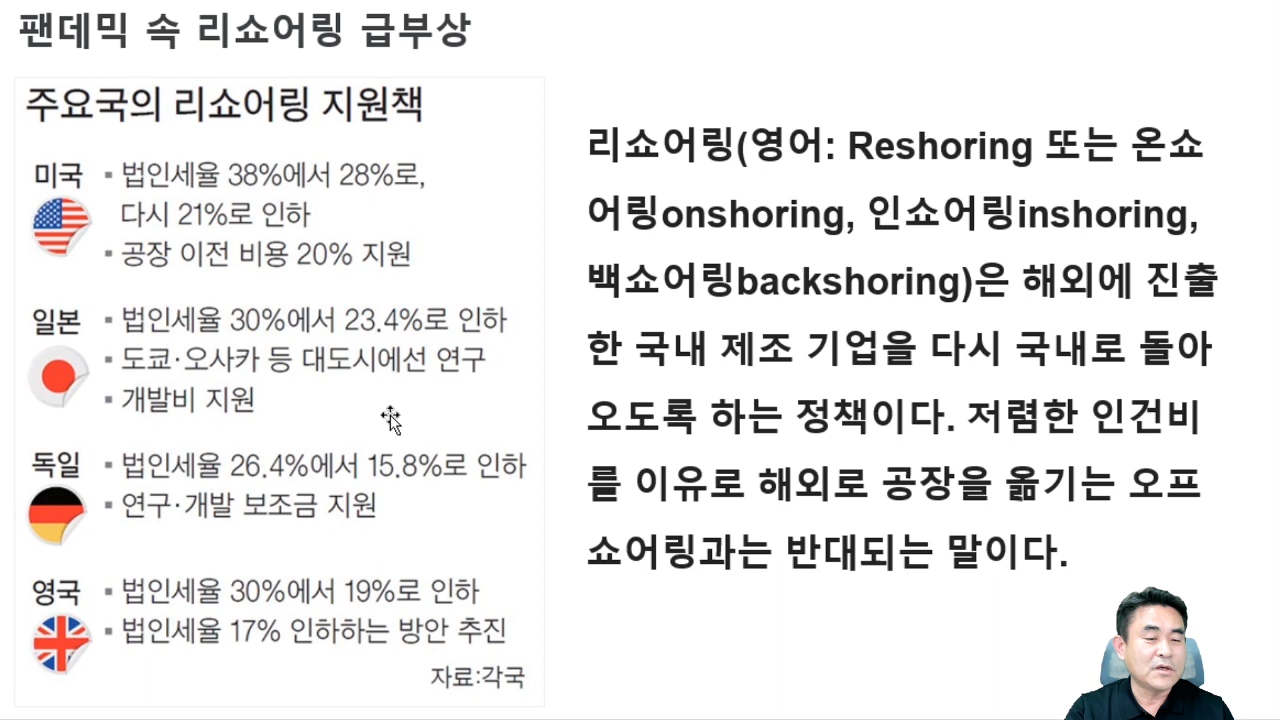 팬데믹 속 리쇼어링 급부상
주요국의 리쇼어링 지원책
미국
▪ 법인세율 38%에서 28%로,
다시 21%로 인하
▪ 공장 이전 비용 20% 지원
일본
▪ 법인세율 30%에서 23.4%로 인하
▪ 도쿄·오사카 등 대도시에선 연구
▪ 개발비 지원
독일
▪ 법인세율 26.4%에서 15.8%로 인하
▪ 연구·개발 보조금 지원
영국
▪ 법인세율 30%에서 19%로 인하
▪ 법인세율 17% 인하하는 방안 추진
자료:각국
리쇼어링(영어: Reshoring 또는 온쇼
어링onshoring, 인쇼어링inshoring,
백쇼어링backshoring)은 해외에 진출
한 국내 제조 기업을 다시 국내로 돌아
오도록 하는 정책이다. 저렴한 인건비
를 이유로 해외로 공장을 옮기는 오프
쇼어링과는 반대되는 말이다.